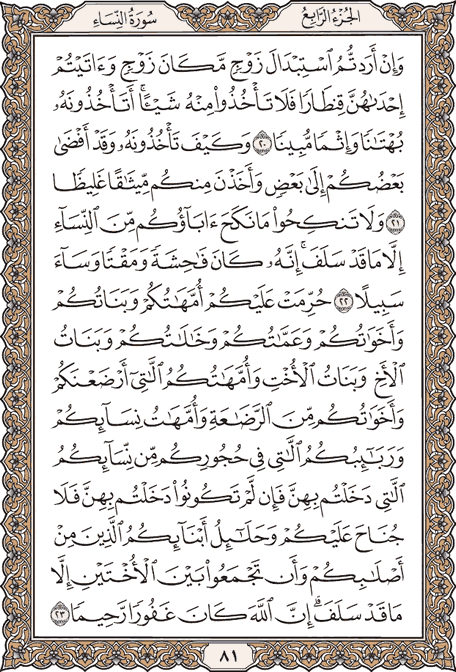 الجزء الرابع
سورة النساء
وَإِنْ أَرَدتُّمُ ٱسْتِبْدَالَ زَوْجٍ مَّكَانَ زَوْجٍ وَءَاتَيْتُمْ
إِحْدَىٰهُنَّ قِنطَارًا فَلَا تَأْخُذُوا۟ مِنْهُ شَيْـًٔا ۚ أَتَأْخُذُونَهُۥ
بُهْتَـٰنًا وَإِثْمًا مُّبِينًا ٢٠ وَكَيْفَ تَأْخُذُونَهُۥ وَقَدْ أَفْضَىٰ
بَعْضُكُمْ إِلَىٰ بَعْضٍ وَأَخَذْنَ مِنكُم مِّيثَـٰقًا غَلِيظًا
٢١ وَلَا تَنكِحُوا۟ مَا نَكَحَ ءَابَآؤُكُم مِّنَ ٱلنِّسَآءِ
إِلَّا مَا قَدْ سَلَفَ ۚ إِنَّهُۥ كَانَ فَـٰحِشَةً وَمَقْتًا وَسَآءَ
سَبِيلًا ٢٢ حُرِّمَتْ عَلَيْكُمْ أُمَّهَـٰتُكُمْ وَبَنَاتُكُمْ
وَأَخَوَٰتُكُمْ وَعَمَّـٰتُكُمْ وَخَـٰلَـٰتُكُمْ وَبَنَاتُ
ٱلْأَخِ وَبَنَاتُ ٱلْأُخْتِ وَأُمَّهَـٰتُكُمُ ٱلَّـٰتِىٓ أَرْضَعْنَكُمْ
وَأَخَوَٰتُكُم مِّنَ ٱلرَّضَـٰعَةِ وَأُمَّهَـٰتُ نِسَآئِكُمْ
وَرَبَـٰٓئِبُكُمُ ٱلَّـٰتِى فِى حُجُورِكُم مِّن نِّسَآئِكُمُ
ٱلَّـٰتِى دَخَلْتُم بِهِنَّ فَإِن لَّمْ تَكُونُوا۟ دَخَلْتُم بِهِنَّ فَلَا
جُنَاحَ عَلَيْكُمْ وَحَلَـٰٓئِلُ أَبْنَآئِكُمُ ٱلَّذِينَ مِنْ
أَصْلَـٰبِكُمْ وَأَن تَجْمَعُوا۟ بَيْنَ ٱلْأُخْتَيْنِ إِلَّا
مَا قَدْ سَلَفَ ۗ إِنَّ ٱللَّهَ كَانَ غَفُورًا رَّحِيمًا ٢٣
٨١